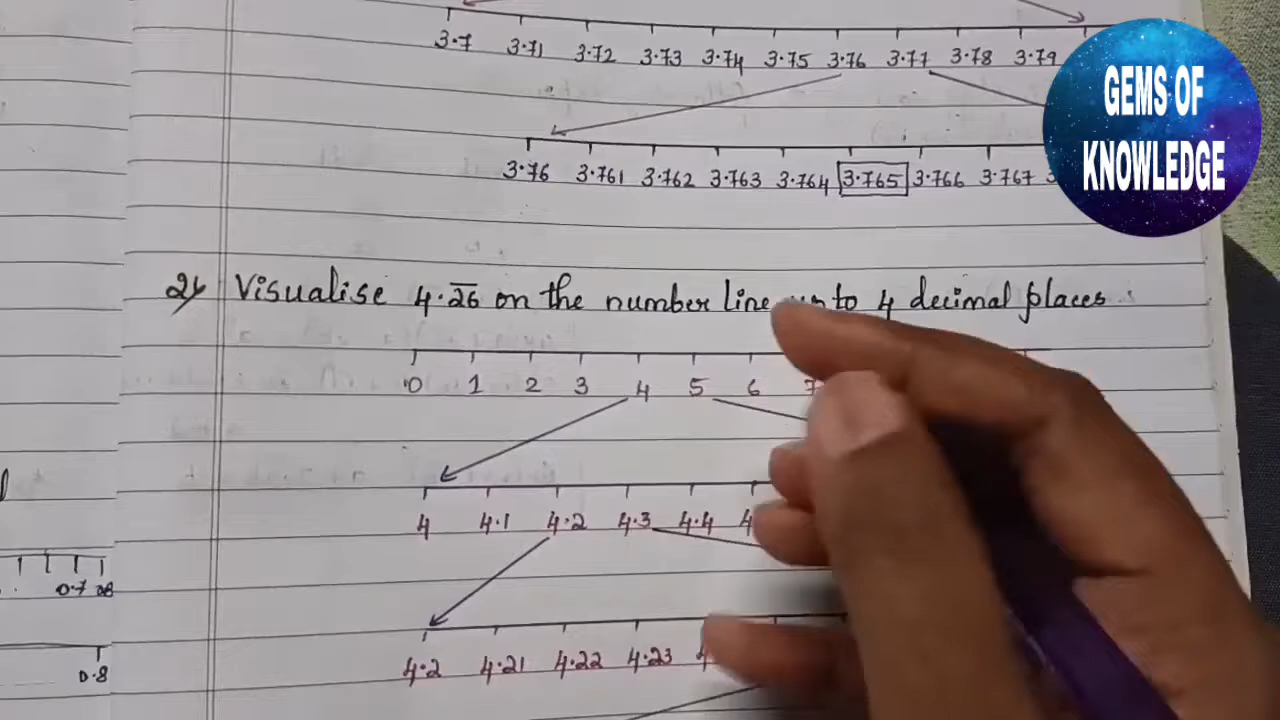 3.7 3.71 3.72 3.73 3.74 3.75 3.76 3.77 3.78 3.79
GEMS OF
KNOWLEDGE
3.76 3.761 3.762 3.763 3.764 3.765 3.766 3.767
2) Visualise 4.2̅6̅ on the number line to 4 decimal places.
0 1 2 3 4 5 6 7
4 4.1 4.2 4.3 4.4
0.7 0.8
4.2 4.21 4.22 4.23
0.8